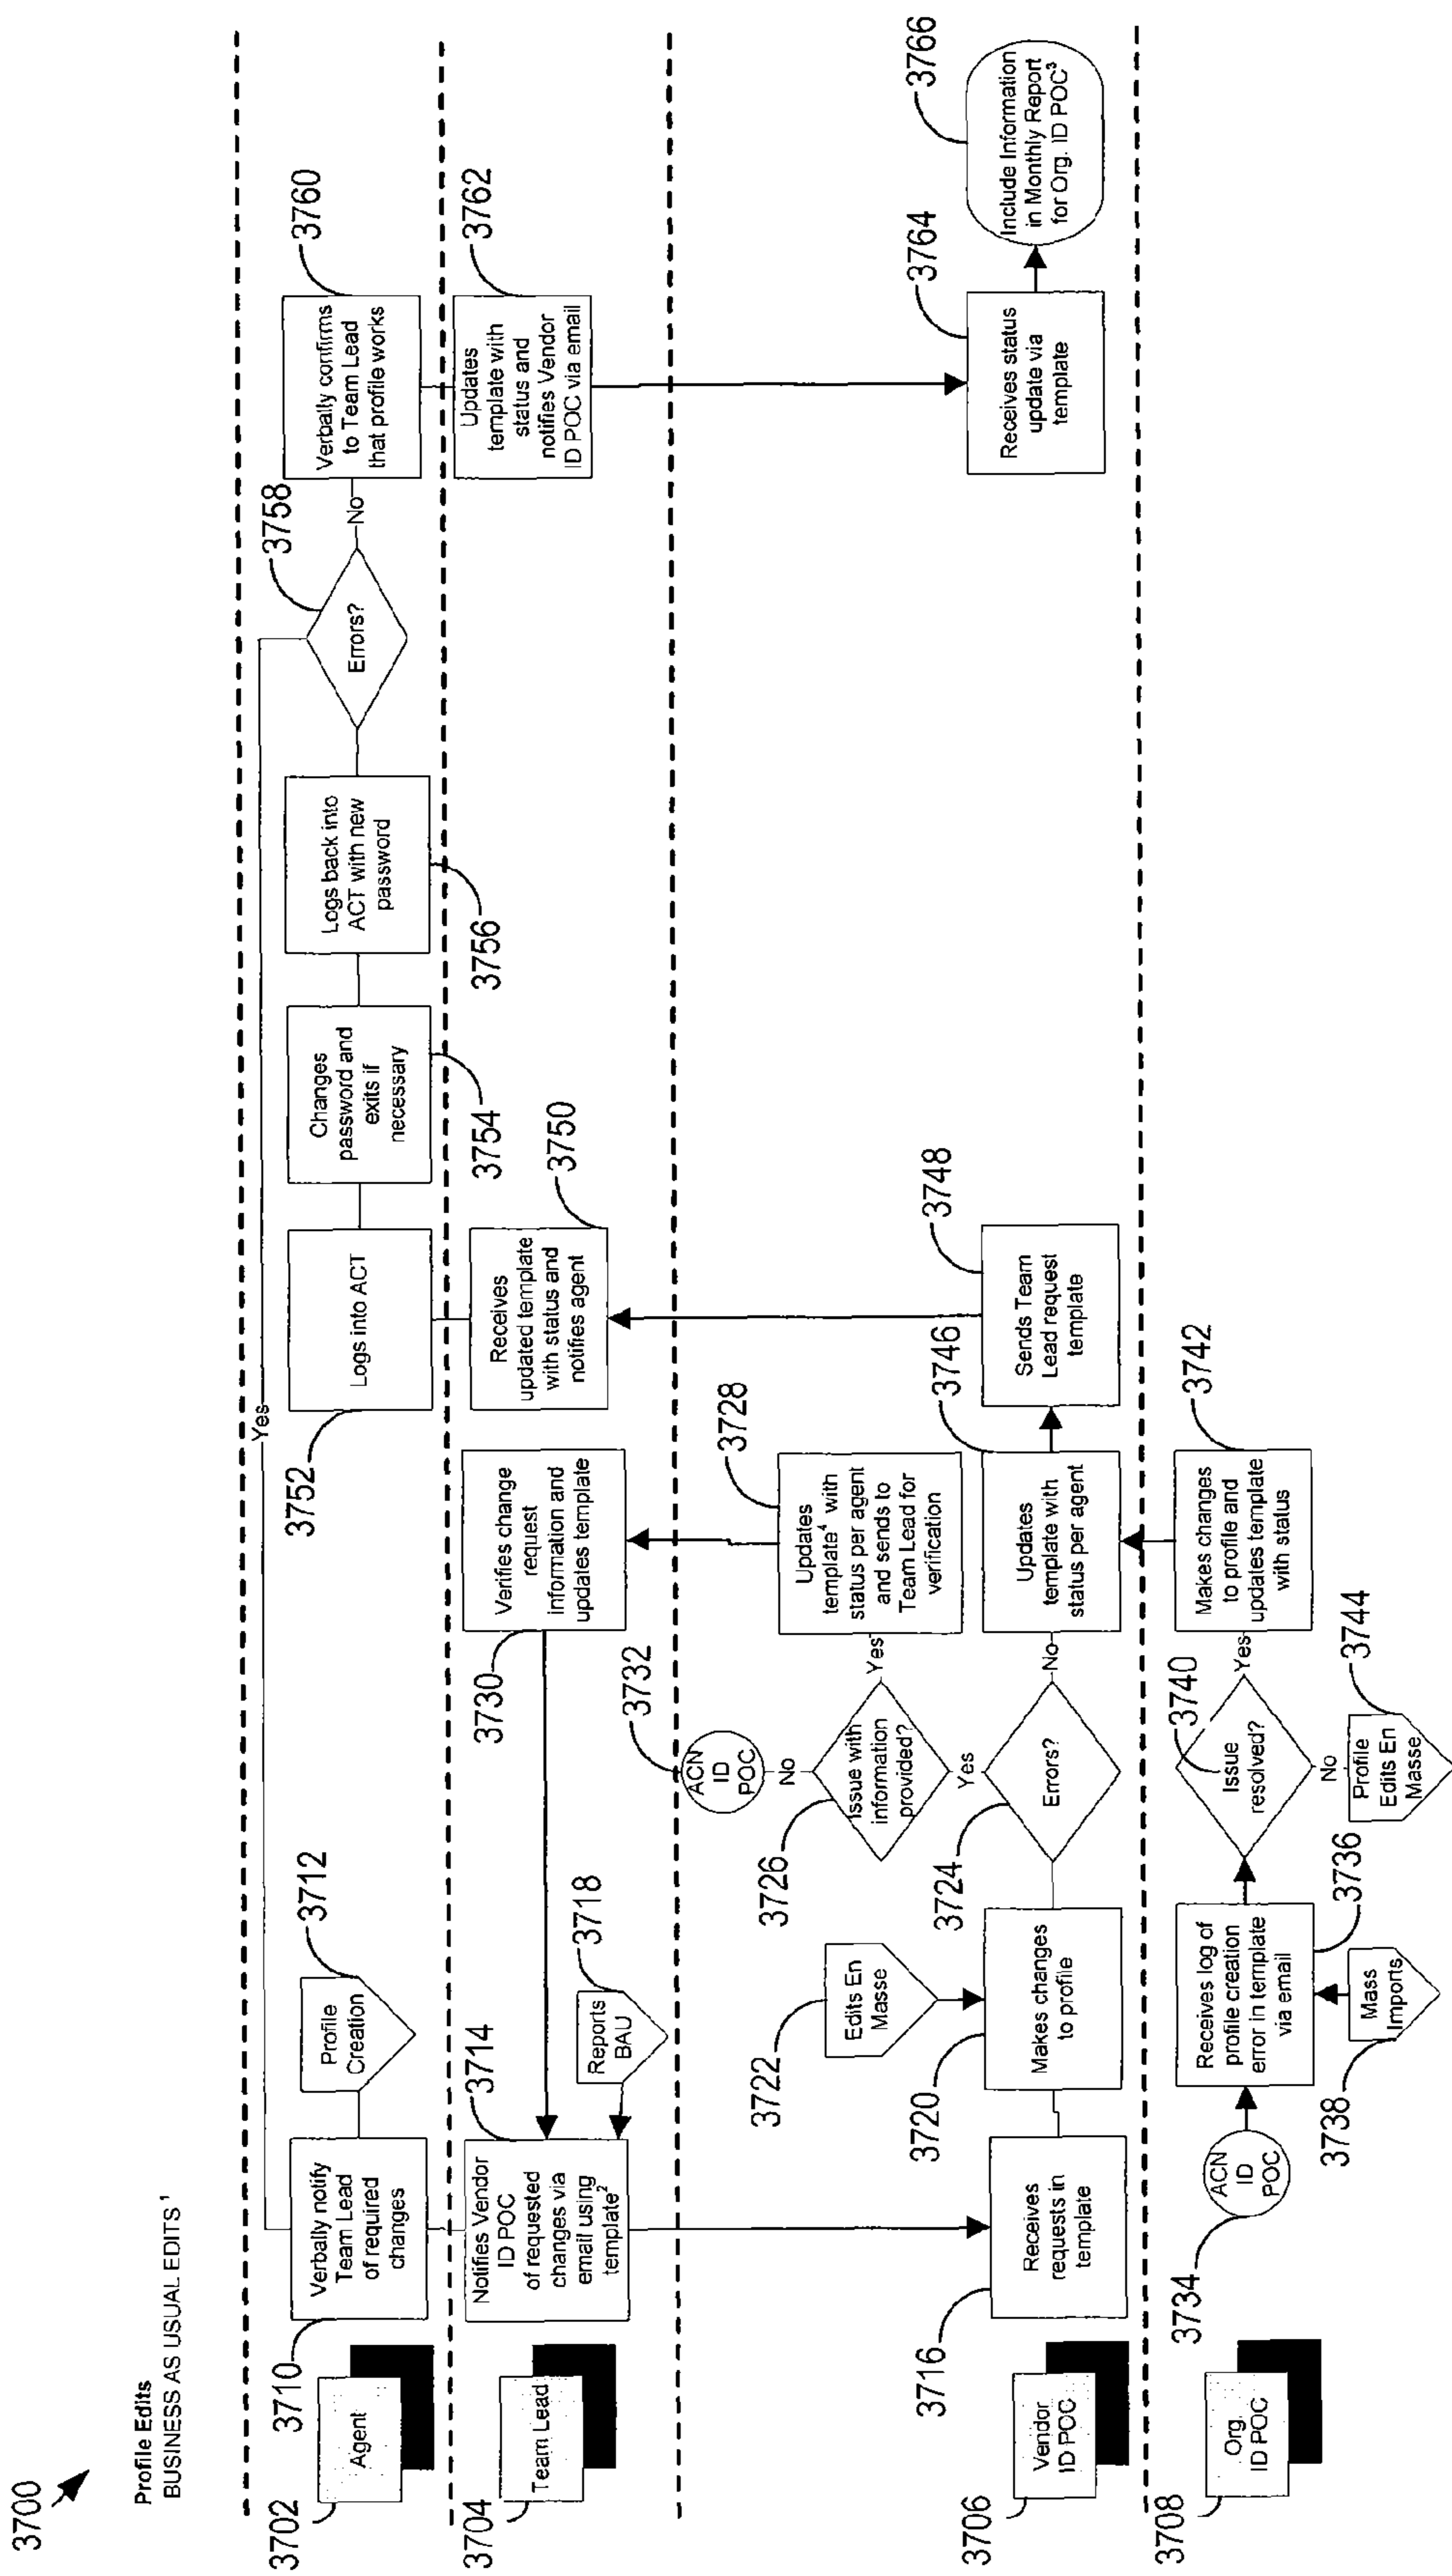 3700
Profile Edits
BUSINESS AS USUAL EDITS 1
3702
Agent
3710
Verbally notify
Team Lead
of required
changes
Profile
Creation
3712
Yes
3752
Logs into ACT
Changes
password and
exits if
necessary
3754
Logs back into
ACT with new
password
3756
Errors?
3758
No
Verbally confirms
to Team Lead
that profile works
3760
3704
Team Lead
3714
Notifies Vendor
ID POC
of requested
changes via
email using
template2
Reports
BAU
3718
3730
Verifies change
request
information and
updates template
Receives
updated template
with status and
notifies agent
3750
Updates
template with
status and
notifies Vendor
ID POC via email
3762
3706
Vendor
ID POC
3716
Receives
requests in
template
3722
Edits En
Masse
3720
Makes changes
to profile
3732
ACN
ID
POC
No
3726
Issue with
information
provided?
Yes
Yes
3724
Errors?
No
3728
Updates
template4 with
status per agent
and sends to
Team Lead for
verification
3746
Updates
template with
status per agent
3748
Sends Team
Lead request
template
3764
Receives status
update via
template
3766
Include Information
in Monthly Report
for Org. ID POC3
3708
Org.
ID POC
3734
ACN
ID
POC
Receives log of
profile creation
error in template
via email
3736
3738
Mass
Imports
3740
Issue
resolved?
Yes
No
3744
Profile
Edits En
Masse
3742
Makes changes
to profile and
updates template
with status